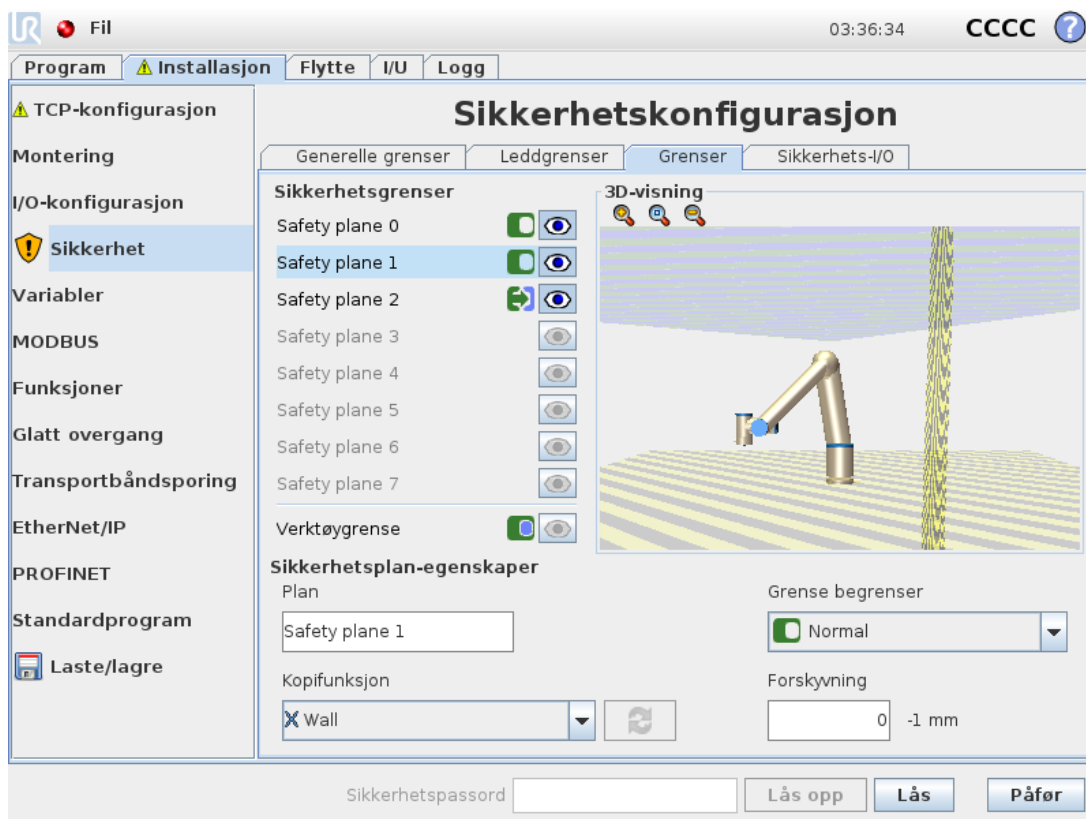 UR Fil 03:36:34 CCCC ?
Program Installasjon Flytte I/U Logg
TCP-konfigurasjon
Montering
I/O-konfigurasjon
Sikkerhet
Variabler
MODBUS
Funksjoner
Glatt overgang
Transportbåndsporing
EtherNet/IP
PROFINET
Standardprogram
Laste/lagre
Sikkerhetskonfigurasjon
Generelle grenser Leddgrenser Grenser Sikkerhets-I/O
Sikkerhetsgrenser
Safety plane 0
Safety plane 1
Safety plane 2
Safety plane 3
Safety plane 4
Safety plane 5
Safety plane 6
Safety plane 7
Verktøygrense
3D-visning
Sikkerhetsplan-egenskaper
Plan
Safety plane 1
Kopifunksjon
Wall
Grense begrenser
Normal
Forskyvning
0 -1 mm
Sikkerhetspassord Lås opp Lås Påfør